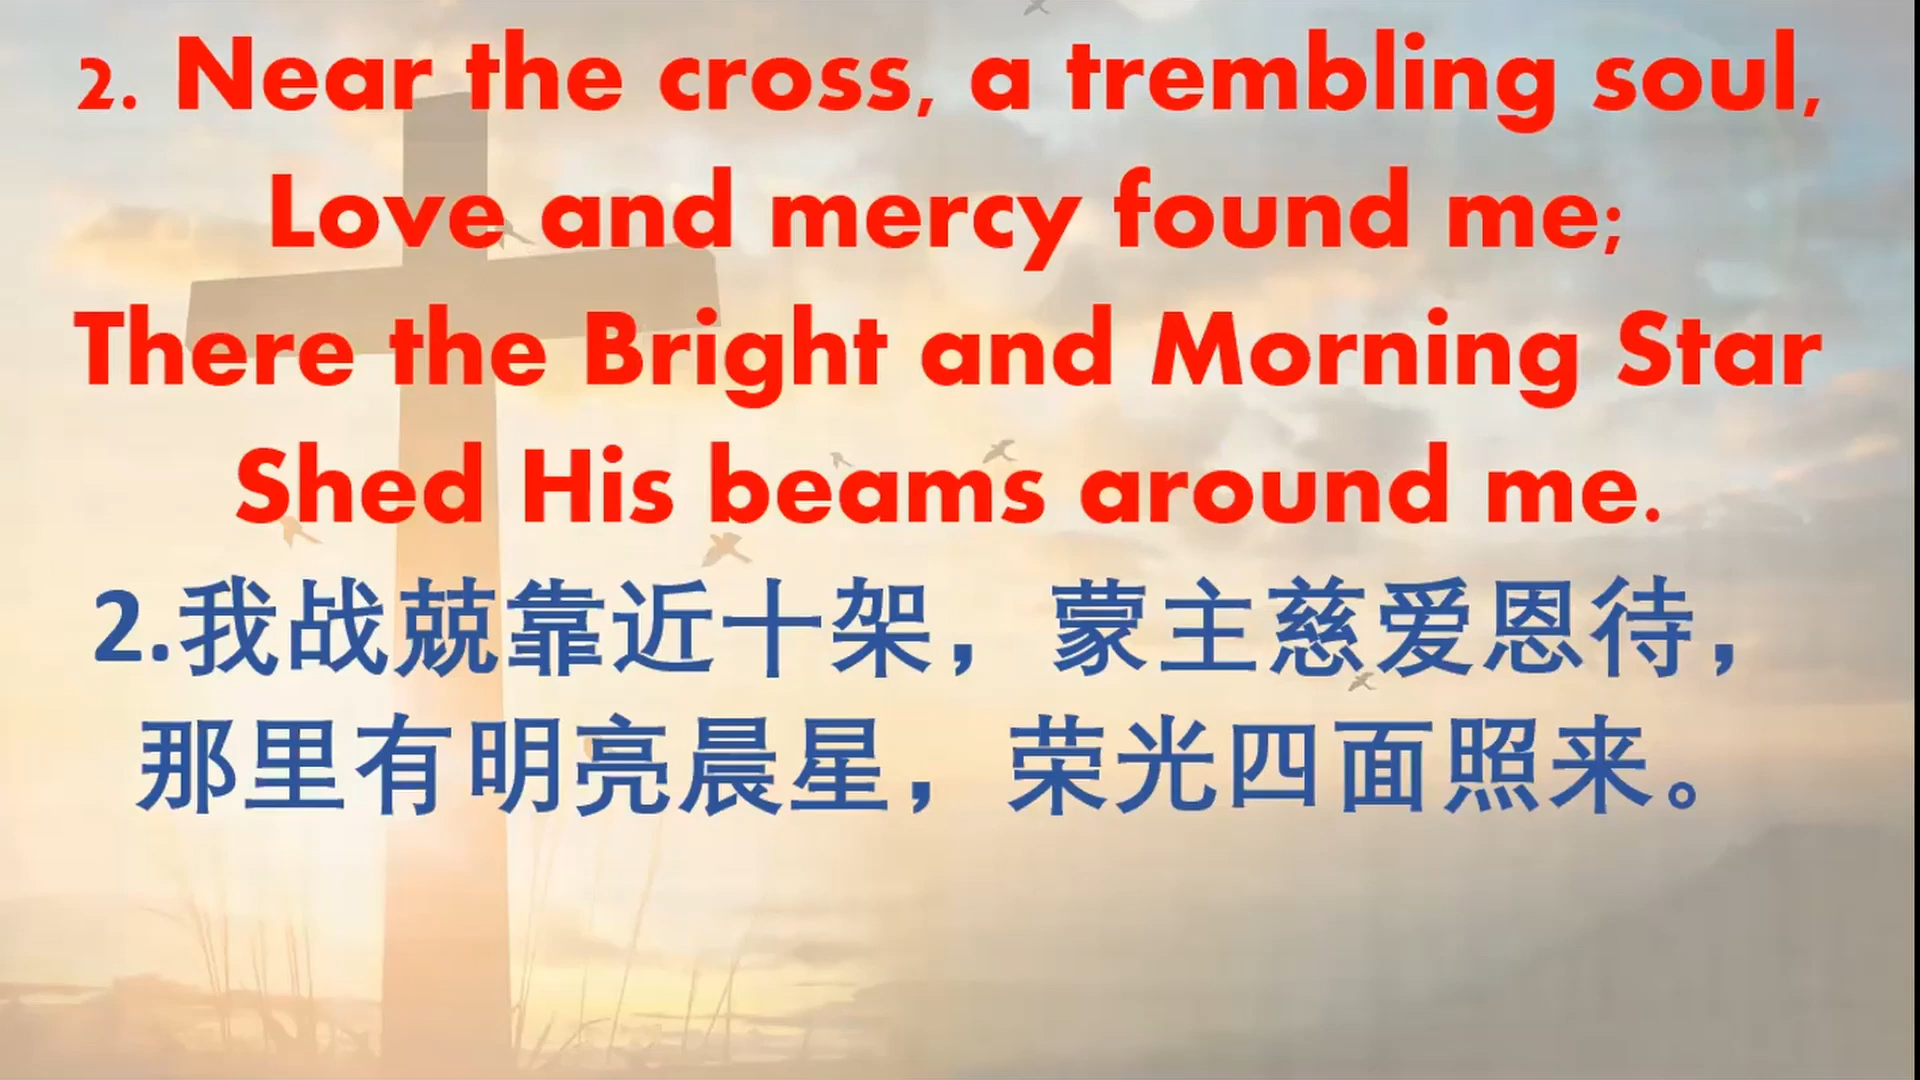 2. Near the cross, a trembling soul,
Love and mercy found me;
There the Bright and Morning Star
Shed His beams around me.
2.我战兢靠近十架，蒙主慈爱恩待，
那里有明亮晨星，荣光四面照来。